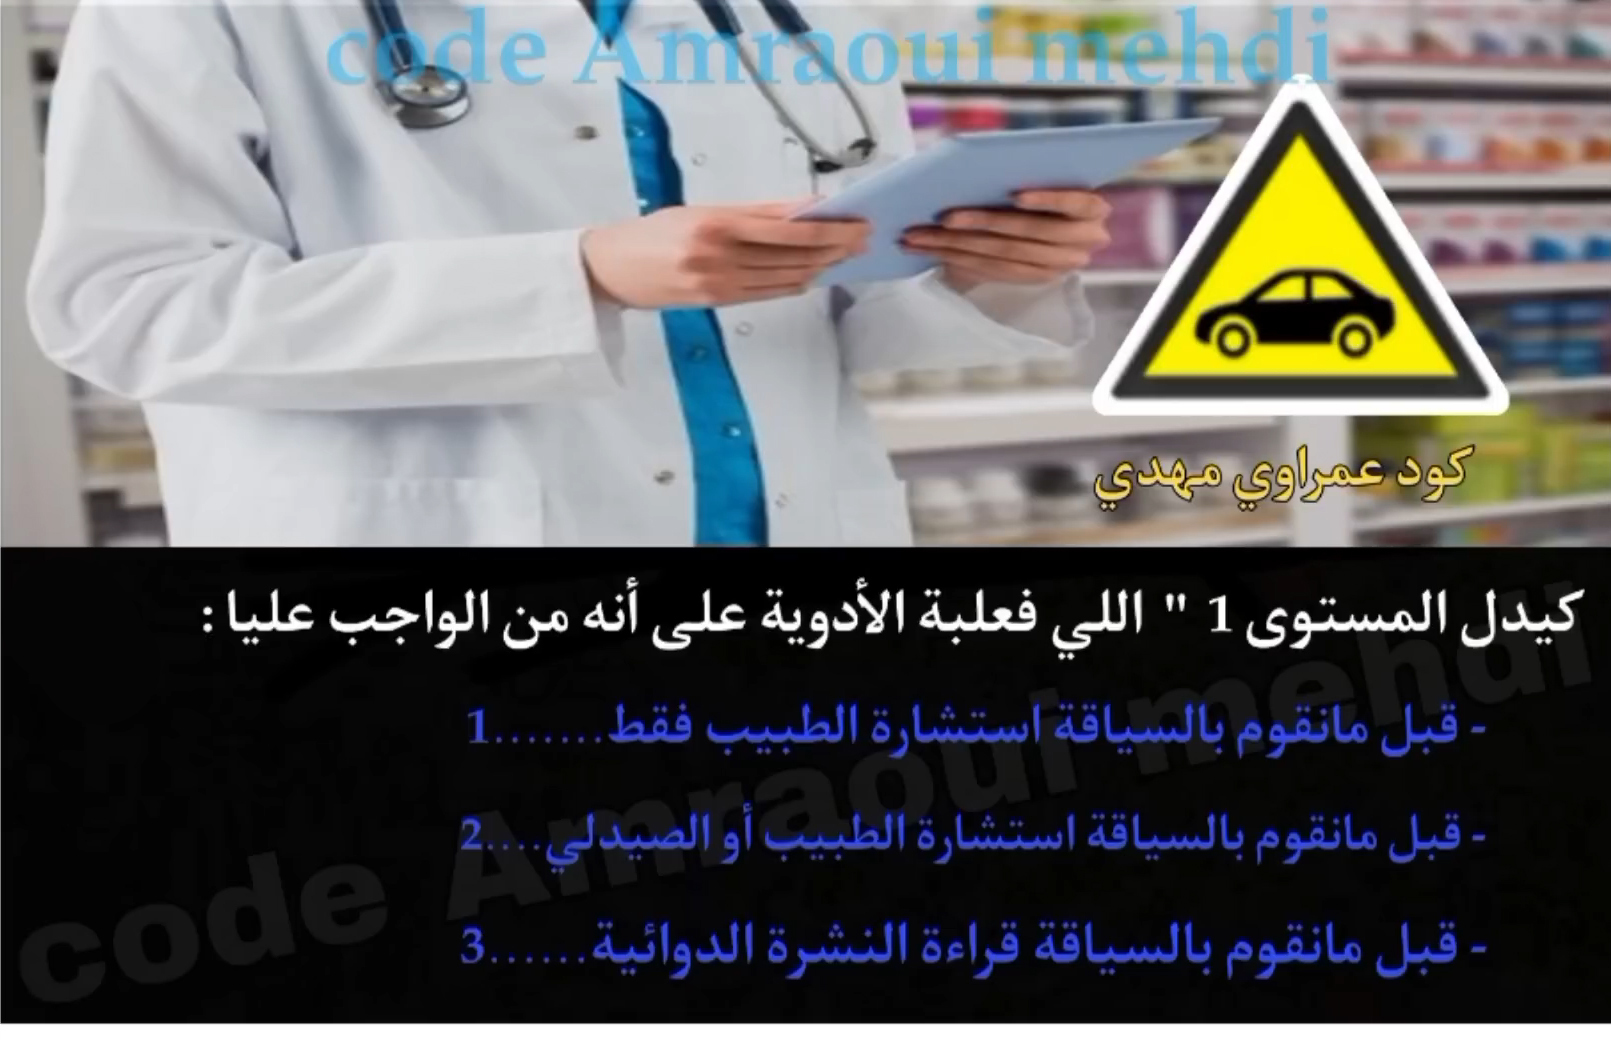 code Amraoui mehdi
كود عمراوي مهدي
كيدل المستوى 1 " اللي فعلبة الأدوية على أنه من الواجب عليا :
- قبل مانقوم بالسياقة استشارة الطبيب فقط.......1
- قبل مانقوم بالسياقة استشارة الطبيب أو الصيدلي....2
- قبل مانقوم بالسياقة قراءة النشرة الدوائية......3
code Amraoui mehdi